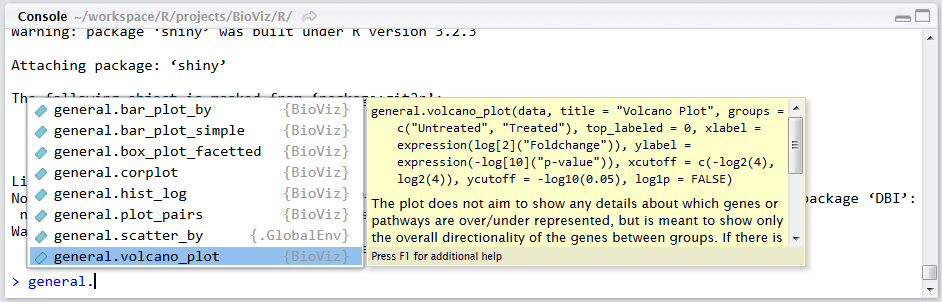 Console ~/workspace/R/projects/BioViz/R/
Warning: package ‘shiny’ was built under R version 3.2.3
Attaching package: ‘shiny’
The following object is masked from ‘package:git2r’:
general.bar_plot_by {BioViz}
general.bar_plot_simple {BioViz}
general.box_plot_facetted {BioViz}
general.corplot {BioViz}
general.hist_log {BioViz}
general.plot_pairs {BioViz}
general.scatter_by {.GlobalEnv}
general.volcano_plot {BioViz}
general.volcano_plot(data, title = "Volcano Plot", groups =
c("Untreated", "Treated"), top_labeled = 0, xlabel =
expression(log[2]("Foldchange")), ylabel =
expression(-log[10]("p-value")), xcutoff = c(-log2(4),
log2(4)), ycutoff = -log10(0.05), log1p = FALSE)
The plot does not aim to show any details about which genes or
pathways are over/under represented, but is meant to show only
the overall directionality of the genes between groups. If there is
Press F1 for additional help
Li
No
ackage ‘DBI’:
n
Wa
> general.